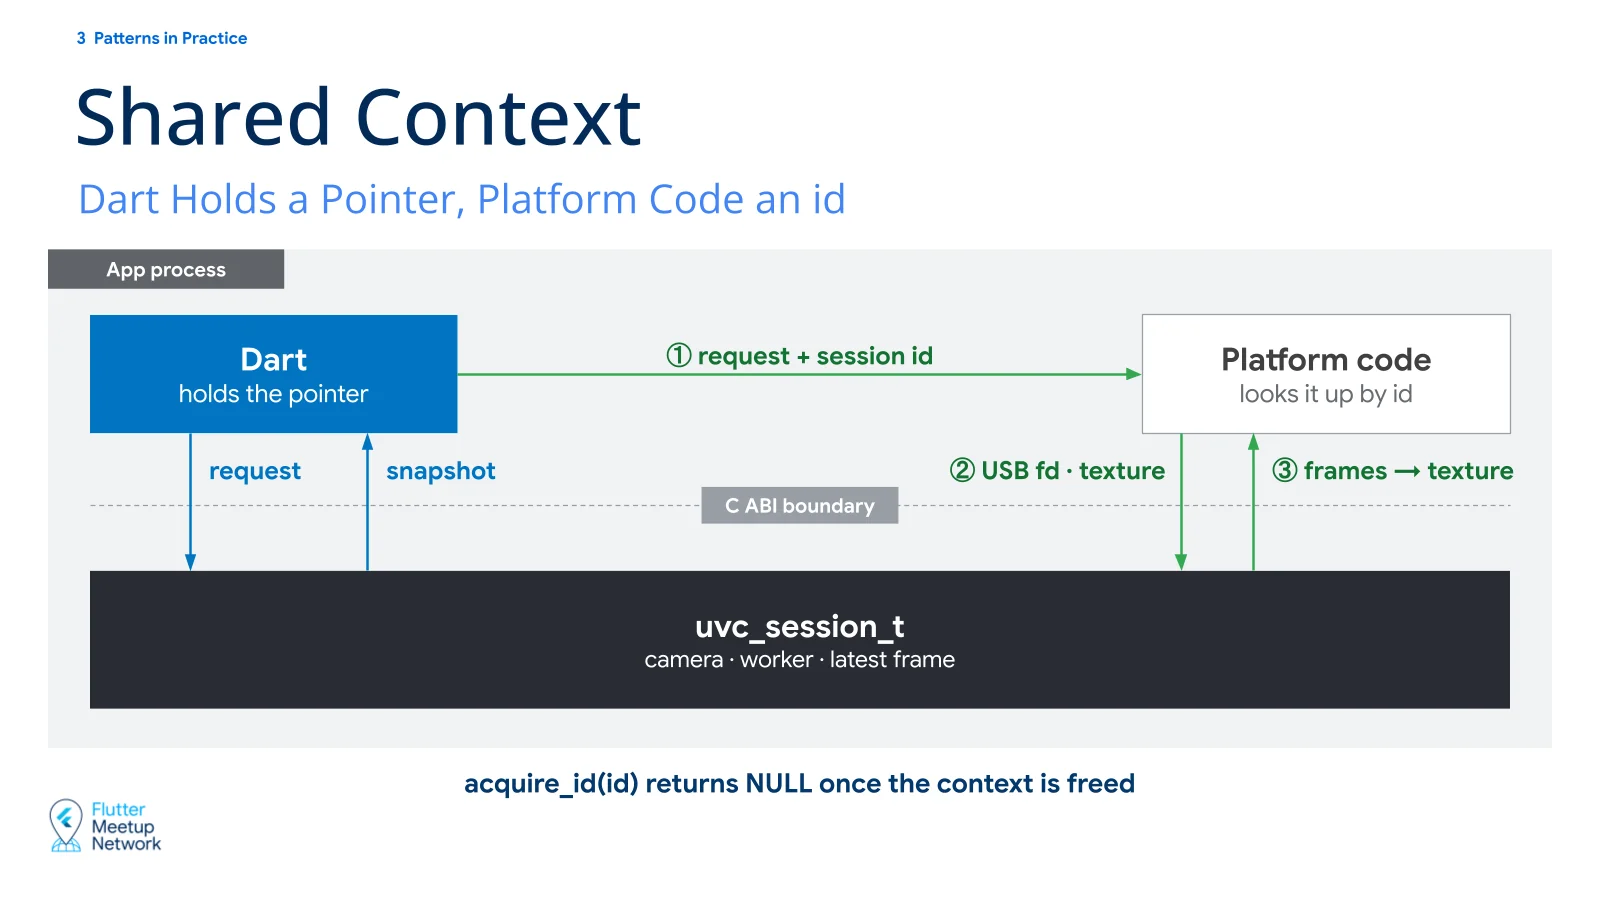 3 Patterns in Practice
Shared Context
Dart Holds a Pointer, Platform Code an id
App process
Dart
holds the pointer
① request + session id
Platform code
looks it up by id
request
snapshot
② USB fd · texture
③ frames → texture
C ABI boundary
uvc_session_t
camera · worker · latest frame
acquire_id(id) returns NULL once the context is freed
Flutter
Meetup
Network